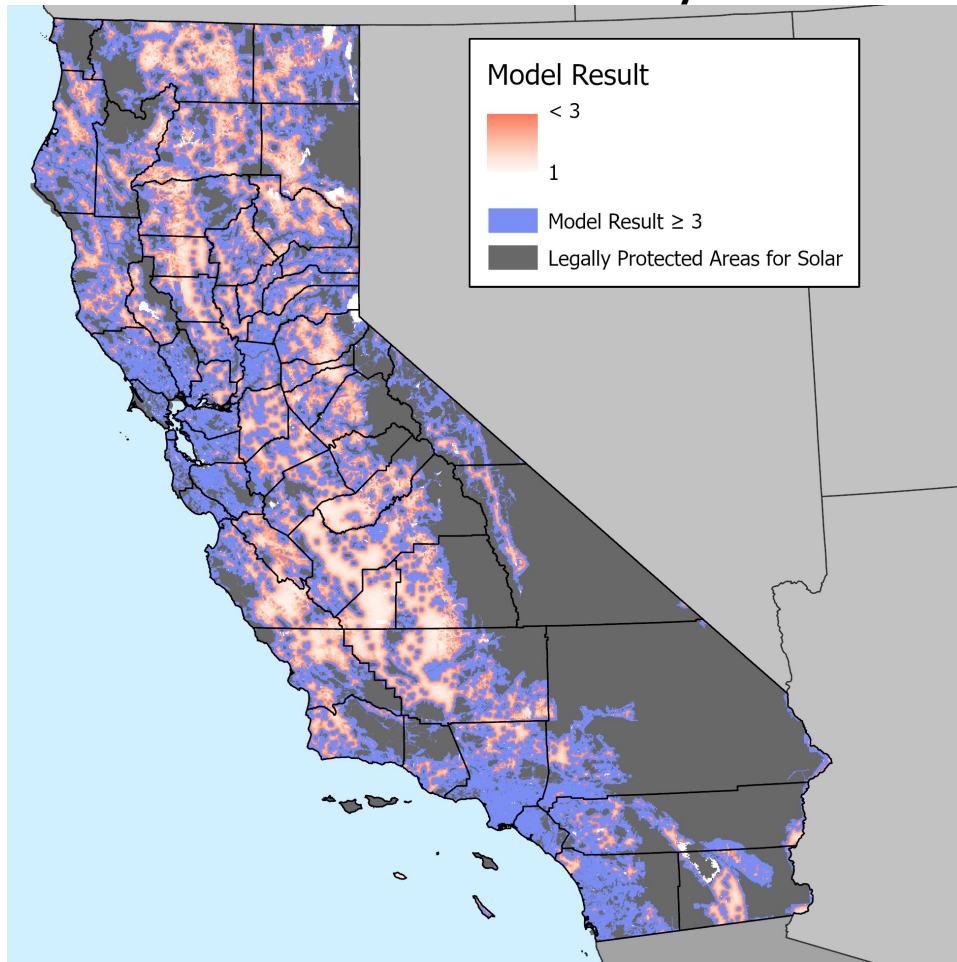 Model Result
< 3
1
Model Result ≥ 3
Legally Protected Areas for Solar